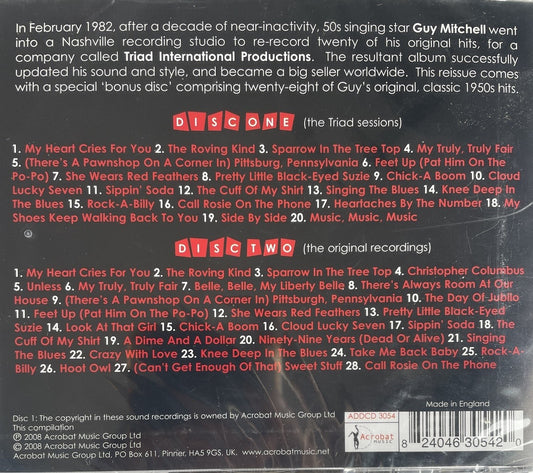 In February 1982, after a decade of near-inactivity, 50s singing star Guy Mitchell went
into a Nashville recording studio to re-record twenty of his original hits, for a
company called Triad International Productions. The resultant album successfully
updated his sound and style, and became a big seller worldwide. This reissue comes
with a special 'bonus disc' comprising twenty-eight of Guy's original, classic 1950s hits.
DISC ONE (the Triad sessions)
1. My Heart Cries For You 2. The Roving Kind 3. Sparrow In The Tree Top 4. My Truly, Truly Fair
5. (There's A Pawnshop On A Corner In) Pittsburg, Pennsylvania 6. Feet Up (Pat Him On The
Po-Po) 7. She Wears Red Feathers 8. Pretty Little Black-Eyed Suzie 9. Chick-A Boom 10. Cloud
Lucky Seven 11. Sippin' Soda 12. The Cuff Of My Shirt 13. Singing The Blues 14. Knee Deep In
The Blues 15. Rock-A-Billy 16. Call Rosie On The Phone 17. Heartaches By The Number 18. My
Shoes Keep Walking Back To You 19. Side By Side 20. Music, Music, Music
DISC TWO (the original recordings)
1. My Heart Cries For You 2. The Roving Kind 3. Sparrow In The Tree Top 4. Christopher Columbus
5. Unless 6. My Truly, Truly Fair 7. Belle, Belle, My Liberty Belle 8. There's Always Room At Our
House 9. (There's A Pawnshop On A Corner In) Pittsburgh, Pennsylvania 10. The Day Of Jubilo
11. Feet Up (Pat Him On The Po-Po) 12. She Wears Red Feathers 13. Pretty Little Black-Eyed
Suzie 14. Look At That Girl 15. Chick-A Boom 16. Cloud Lucky Seven 17. Sippin' Soda 18. The
Cuff Of My Shirt 19. A Dime And A Dollar 20. Ninety-Nine Years (Dead Or Alive) 21. Singing
The Blues 22. Crazy With Love 23. Knee Deep In The Blues 24. Take Me Back Baby 25. Rock-A-
Billy 26. Hoot Owl 27. (Can't Get Enough Of That) Sweet Stuff 28. Call Rosie On The Phone
Made in England
Disc 1: The copyright in these sound recordings is owned by Acrobat Music Group Ltd
This compilation
℗ 2008 Acrobat Music Group Ltd
© 2008 Acrobat Music Group Ltd
Acrobat Music Group Ltd. PO Box 611, Pinner, HA5 9GS, UK. www.acrobatmusic.net
ADDCD 3054
Acrobat
MUSIC
8 24046 30542 0